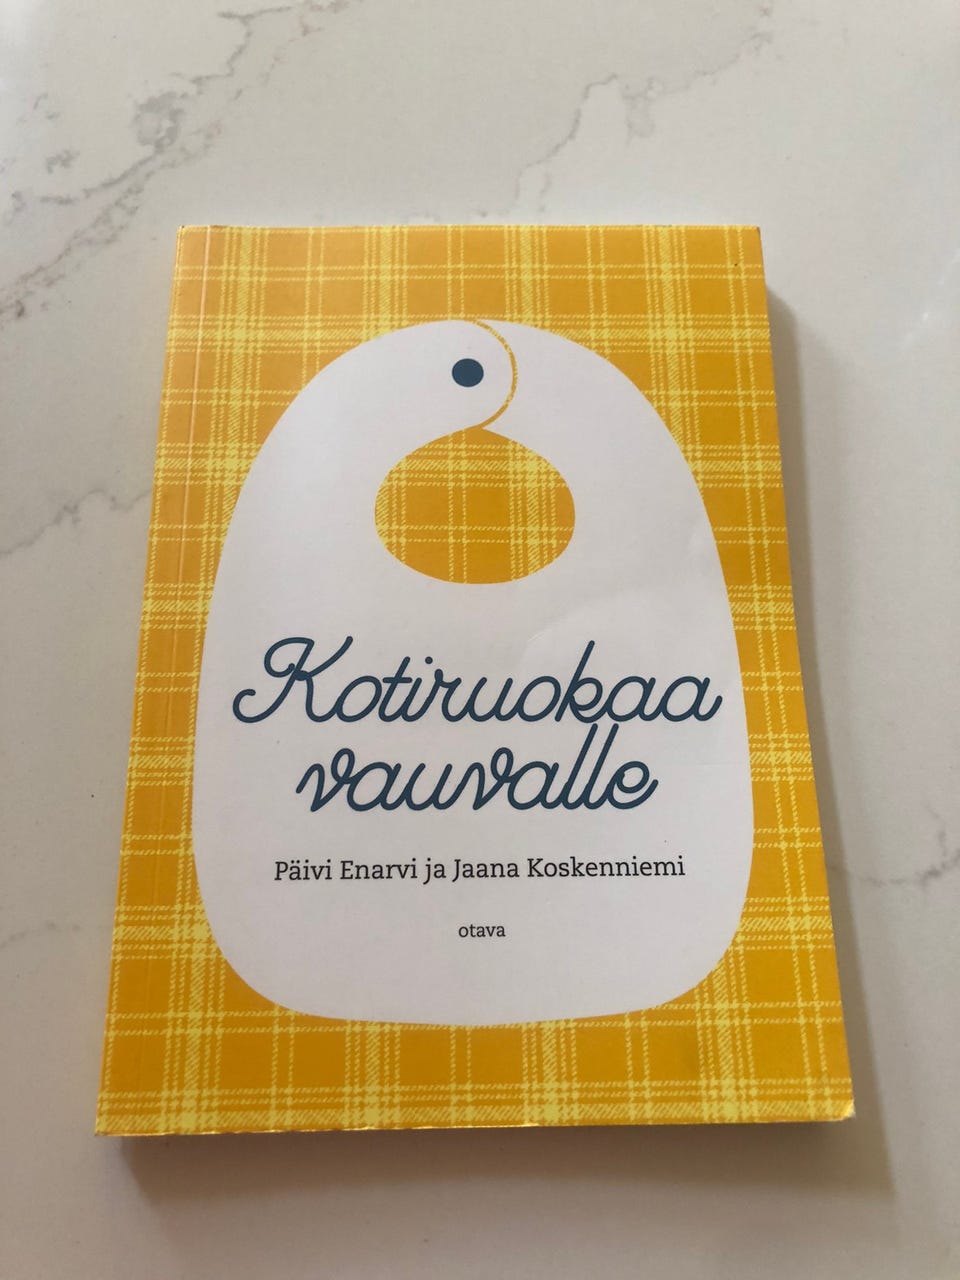 Kotiruokaa
vauvalle
Päivi Enarvi ja Jaana Koskenniemi
otava